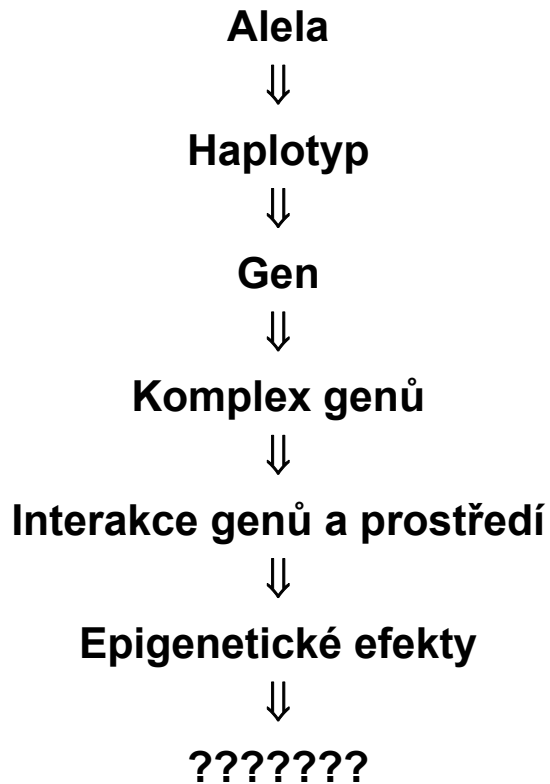 Alela
⇓
Haplotyp
⇓
Gen
⇓
Komplex genů
⇓
Interakce genů a prostředí
⇓
Epigenetické efekty
⇓
???????